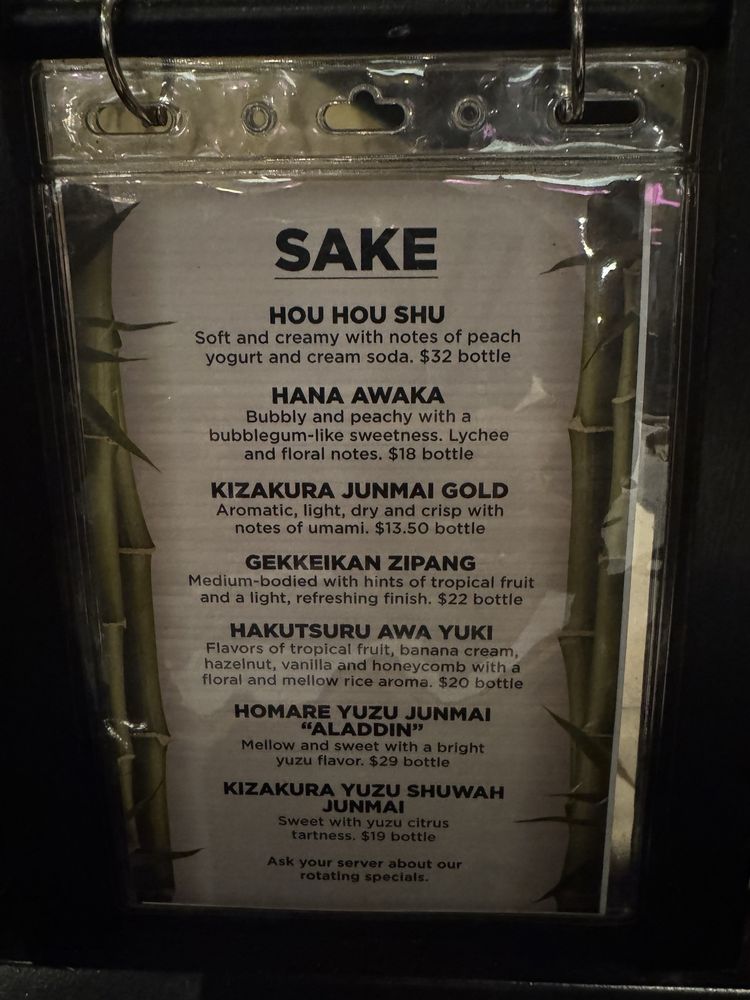 SAKE
HOU HOU SHU
Soft and creamy with notes of peach
yogurt and cream soda. $32 bottle
HANA AWAKA
Bubbly and peachy with a
bubblegum-like sweetness. Lychee
and floral notes. $18 bottle
KIZAKURA JUNMAI GOLD
Aromatic, light, dry and crisp with
notes of umami. $13.50 bottle
GEKKEIKAN ZIPANG
Medium-bodied with hints of tropical fruit
and a light, refreshing finish. $22 bottle
HAKUTSURU AWA YUKI
Flavors of tropical fruit, banana cream,
hazelnut, vanilla and honeycomb with a
floral and mellow rice aroma. $20 bottle
HOMARE YUZU JUNMAI
“ALADDIN”
Mellow and sweet with a bright
yuzu flavor. $29 bottle
KIZAKURA YUZU SHUWAH
JUNMAI
Sweet with yuzu citrus
tartness. $19 bottle
Ask your server about our
rotating specials.